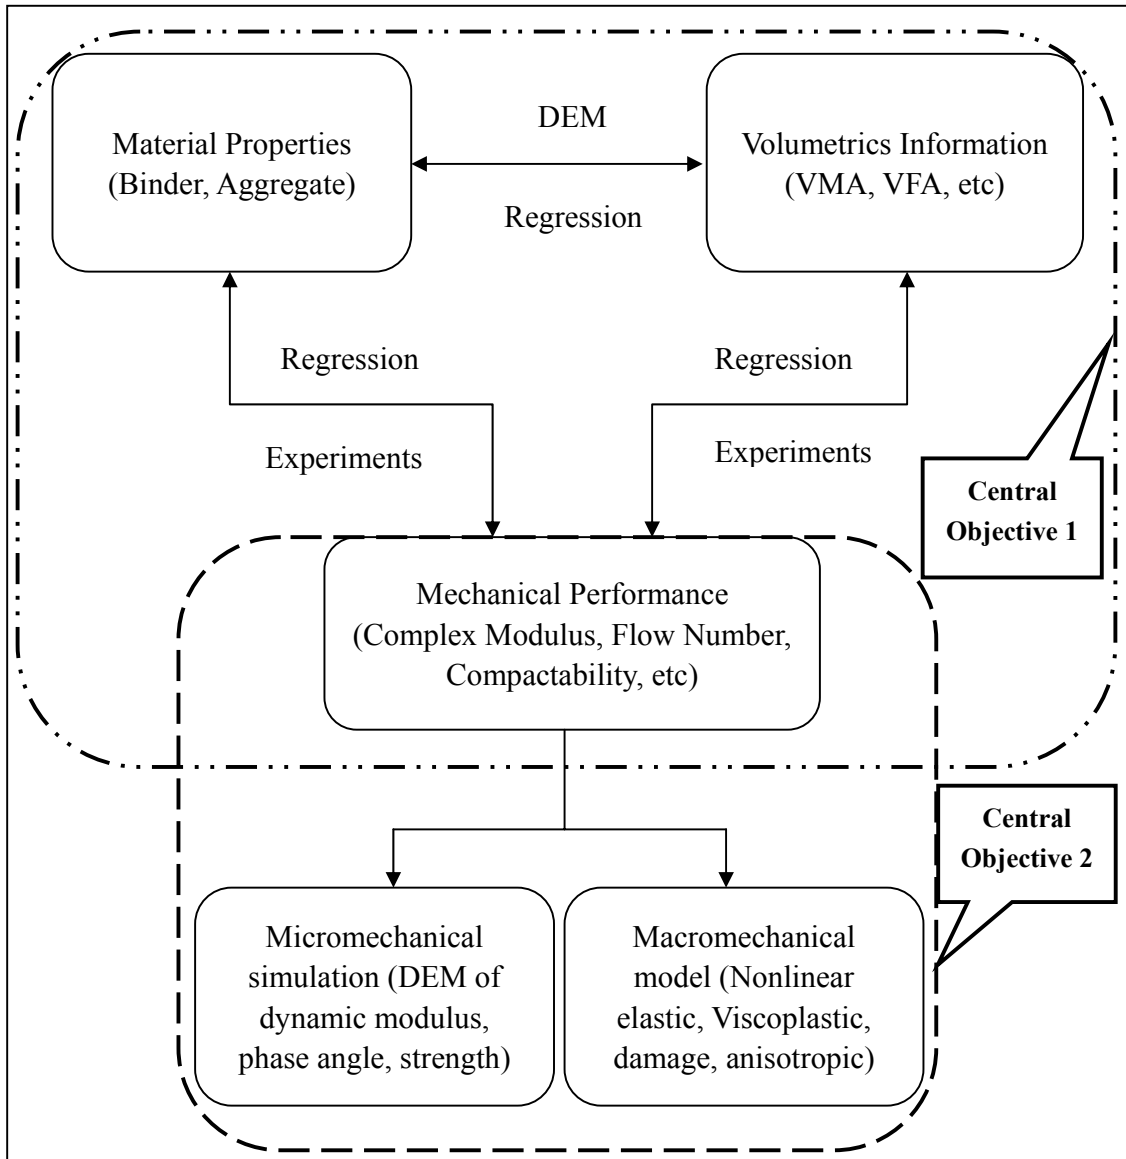 Material Properties
(Binder, Aggregate)
DEM
Regression
Volumetrics Information
(VMA, VFA, etc)
Regression
Experiments
Regression
Experiments
Central
Objective 1
Mechanical Performance
(Complex Modulus, Flow Number,
Compactability, etc)
Central
Objective 2
Micromechanical
simulation (DEM of
dynamic modulus,
phase angle, strength)
Macromechanical
model (Nonlinear
elastic, Viscoplastic,
damage, anisotropic)